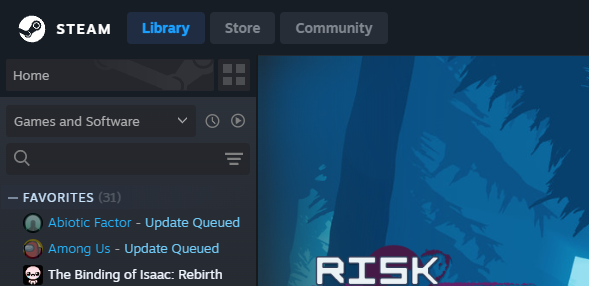 STEAM
Library
Store
Community
Home
Games and Software
FAVORITES (31)
Abiotic Factor - Update Queued
Among Us - Update Queued
The Binding of Isaac: Rebirth
RISK